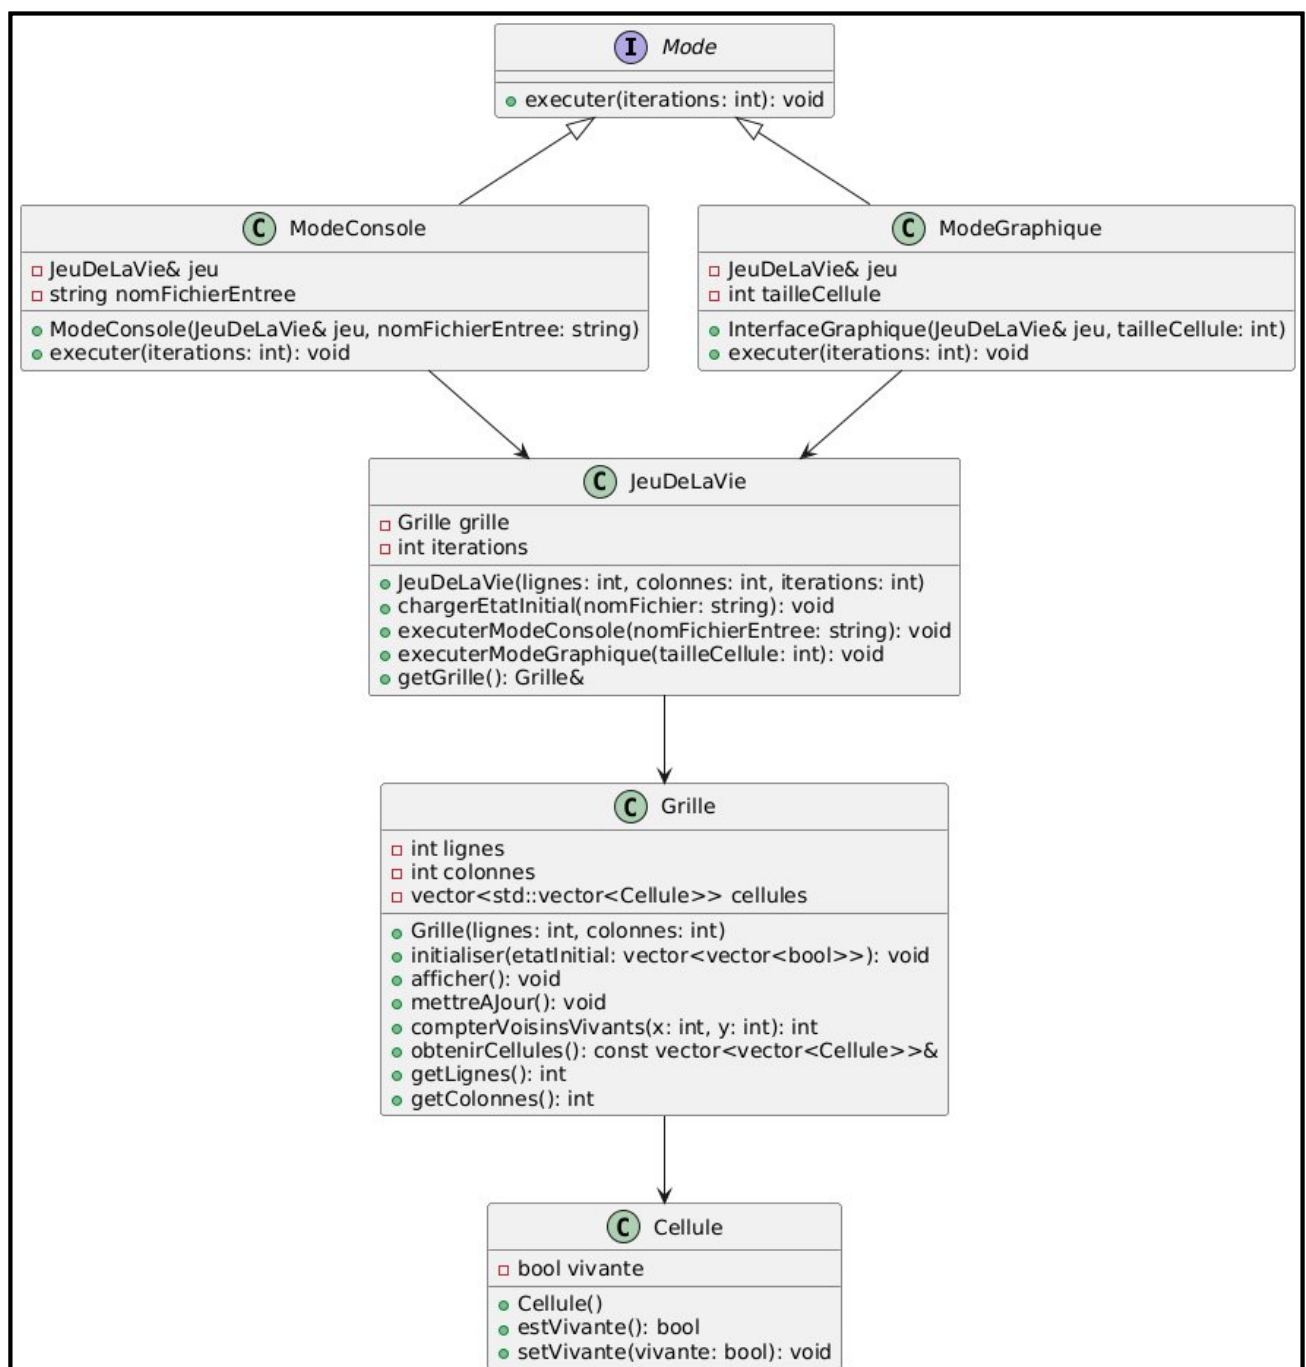 I Mode
executer(iterations: int): void
C ModeConsole
JeuDeLaVie& jeu
string nomFichierEntree
ModeConsole(JeuDeLaVie& jeu, nomFichierEntree: string)
executer(iterations: int): void
C ModeGraphique
JeuDeLaVie& jeu
int tailleCellule
InterfaceGraphique(JeuDeLaVie& jeu, tailleCellule: int)
executer(iterations: int): void
C JeuDeLaVie
Grille grille
int iterations
JeuDeLaVie(lignes: int, colonnes: int, iterations: int)
chargerEtatInitial(nomFichier: string): void
executerModeConsole(nomFichierEntree: string): void
executerModeGraphique(tailleCellule: int): void
getGrille(): Grille&
C Grille
int lignes
int colonnes
vector<std::vector<Cellule>> cellules
Grille(lignes: int, colonnes: int)
initialiser(etatInitial: vector<vector<bool>>): void
afficher(): void
mettreAJour(): void
compterVoisinsVivants(x: int, y: int): int
obtenirCellules(): const vector<vector<Cellule>>&
getLignes(): int
getColonnes(): int
C Cellule
bool vivante
Cellule()
estVivante(): bool
setVivante(vivante: bool): void